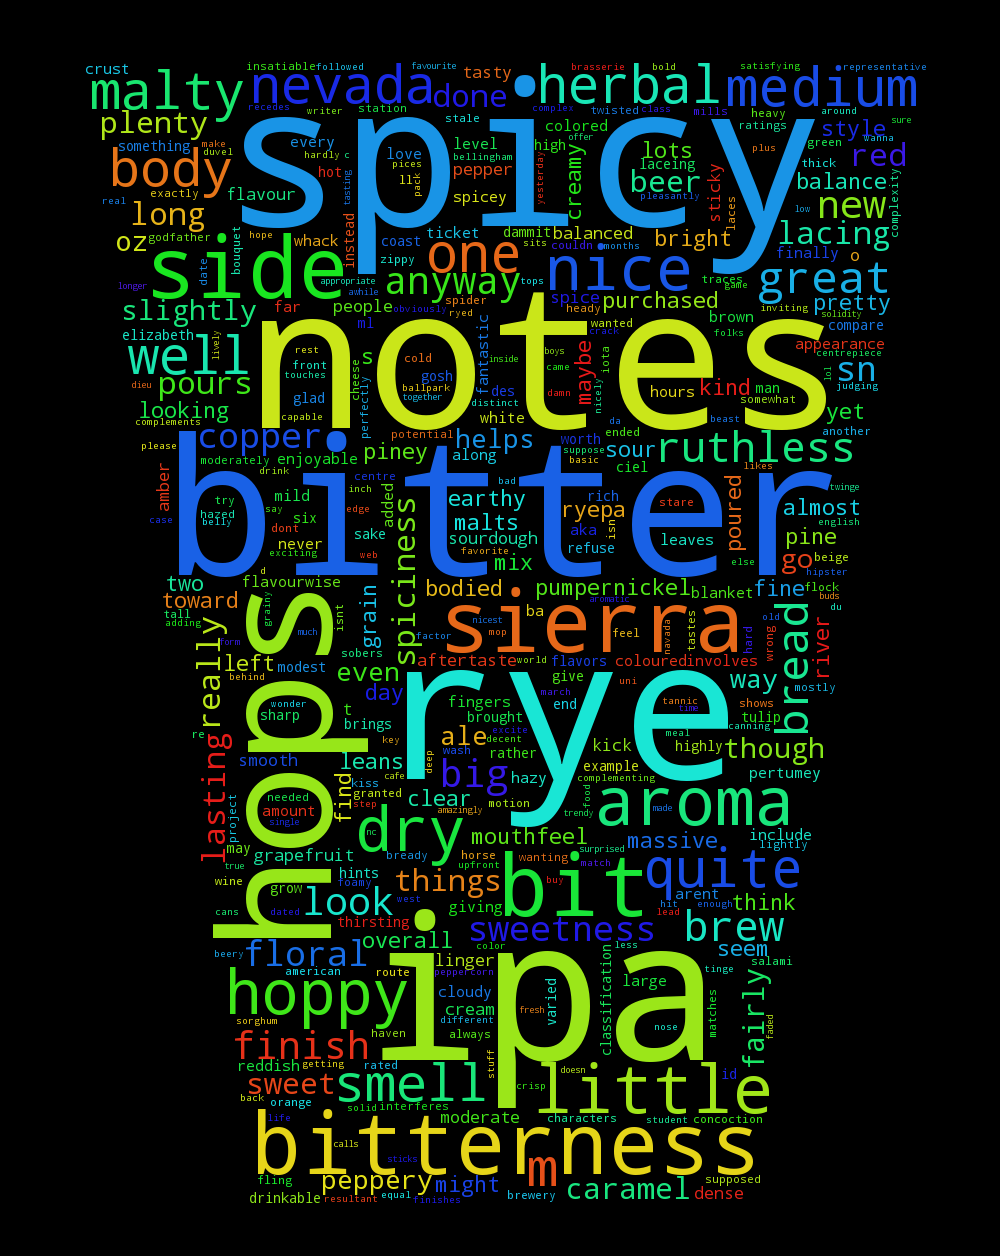 crust insatiable followed favourite tasty brasserie bold satisfying representative
malty nevada done herbal medium
recedes writer station complex twisted class mills heavy around
plenty stale colored ratings style sure wanna
something make duvel every hardly c love level high offer plus green
spicy
body exactly hot pices bellingham pepper creamy lots laceing thick red
real flavour tasting ll pack spicey yesterday beer sticky balance
long pleasantly laces low new complexity
oz godfather hope whack instead coast ticket dammit balanced bright lacing
bouquet zippy sits couldn months finally o
side one anyway nice great
date appropriate awhile tops traces game
longer people obviously spider spice purchased inviting pretty
slightly far ml ryed heady brown solidity
elizabeth lively fantastic wanted crack folks compare
notes
well rest front s cold inside boys maybe iota appearance centrepiece
touches cheese gosh came sn
dieu pours glad ballpark together des damn nicely kind man lol judging
capable perfectly distinct hours somewhat
looking white da beast yet
complements copper potential helps ended another
please moderately enjoyable piney along worth suppose sour ruthless
drink centre basic ciel likes twinge
bitter
amber try mild inch added earthy bad rich stare poured almost
case hazed say six edge malts ryepa leaves english
belly dont sake sourdough aka isn pine
never web favorite refuse else go beige
exciting spiciness mix hipster
two d flavourwise bodied pumpernickel blanket fine flock
toward grainy isnt grain aromatic buds du
tall hops sierra old
adding much nicest ba tastes bread
factor mop feel navada hard wrong river
form really sobers aftertaste world flavors colouredinvolves
left modest even give uni tannic way mostly
behind rye
wonder day march end time shows
sharp t fingers brought meal canning tulip
re brings ale decent kick highly though
lasting smooth key wash excite rather example
leans deep big hazy complementing pertumey
find kiss cafe food
project needed granted step clear motion trendy made aroma
amount amazingly
single dry mouthfeel massive include
may nc surprised lightly
true grapefruit bready horse wanting match quite
hints upfront bit
wine grow foamy things buy arent
look west hit enough think
cans dated thirsting giving lead
sweetness brew
floral overall color less seem
beery linger salami
american route peppercorn large tinge
hoppy cloudy varied classification
ipa
sorghum cream fresh nose matches fairly faded
haven different
finish always
reddish getting rated stuff doesn id
sweet smell crisp little
back orange solid interferes
life moderate characters student concoction
bitterness
calls m
fling sticks supposed
peppery might caramel dense
drinkable resultant equal finishes brewery